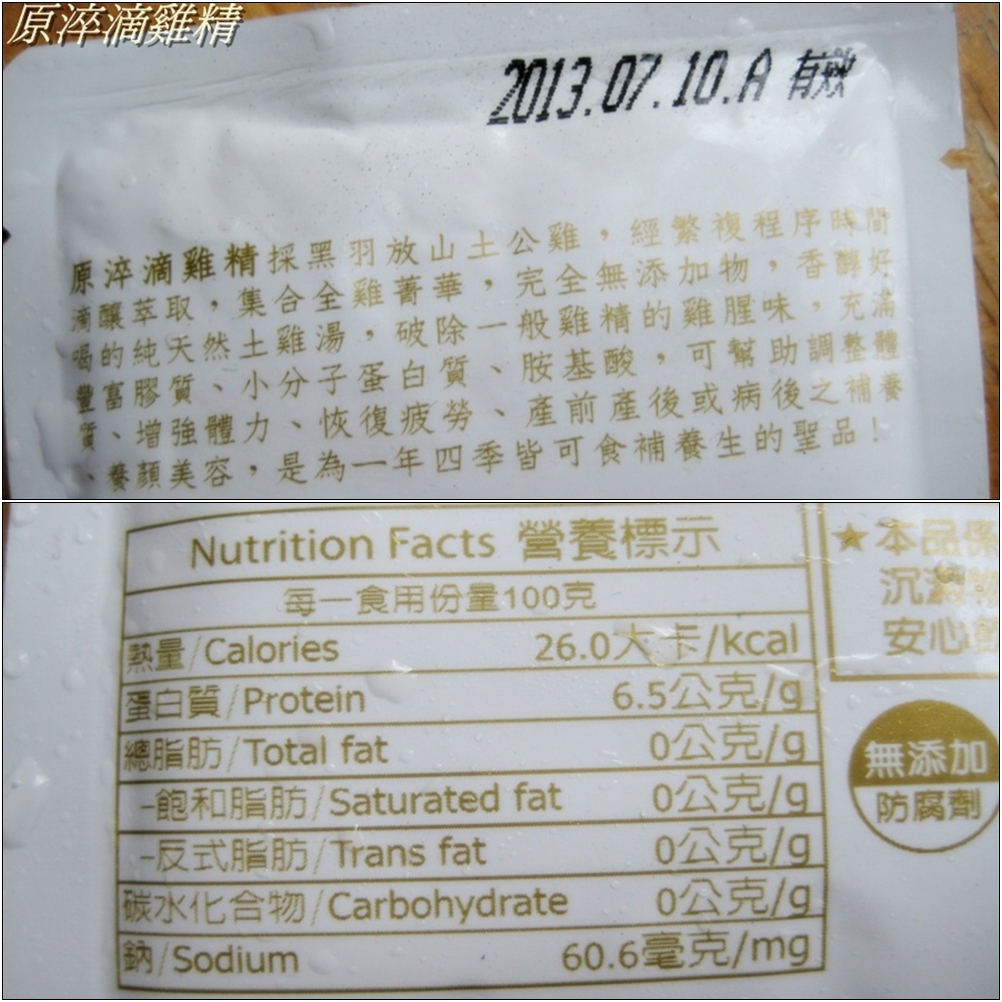 原淬滴雞精
2013.07.10.A 有效
原淬滴雞精採黑羽放山土公雞，經繁複程序時間
滴釀萃取，集合全雞菁華，完全無添加物，香醇好
喝的純天然土雞湯，破除一般雞精的雞腥味，充滿
豐富膠質、小分子蛋白質、胺基酸，可幫助調整體
質、增強體力、恢復疲勞、產前產後或病後之補養
、養顏美容，是為一年四季皆可食補養生的聖品！
Nutrition Facts 營養標示
每一食用份量100克
熱量/Calories 26.0大卡/kcal
蛋白質/Protein 6.5公克/g
總脂肪/Total fat 0公克/g
-飽和脂肪/Saturated fat 0公克/g
-反式脂肪/Trans fat 0公克/g
碳水化合物/Carbohydrate 0公克/g
鈉/Sodium 60.6毫克/mg
★本品係
沉澱
安心飲
無添加
防腐劑